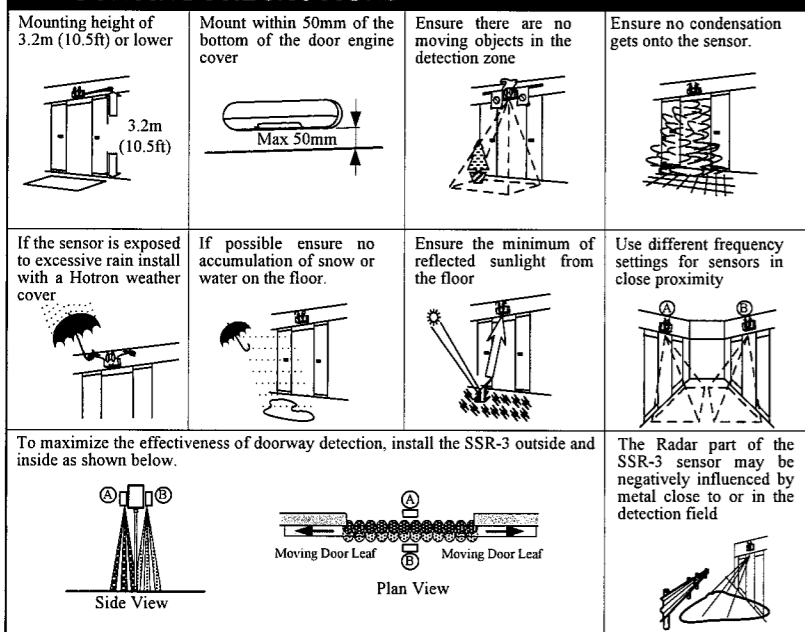 Mounting height of
3.2m (10.5ft) or lower
3.2m
(10.5ft)
Mount within 50mm of the
bottom of the door engine
cover
Max 50mm
Ensure there are no
moving objects in the
detection zone
Ensure no condensation
gets onto the sensor.
If the sensor is exposed
to excessive rain install
with a Hotron weather
cover
If possible ensure no
accumulation of snow or
water on the floor.
Ensure the minimum of
reflected sunlight from
the floor
Use different frequency
settings for sensors in
close proximity
A B
To maximize the effectiveness of doorway detection, install the SSR-3 outside and
inside as shown below.
A B
Side View
A
Moving Door Leaf Moving Door Leaf
B
Plan View
The Radar part of the
SSR-3 sensor may be
negatively influenced by
metal close to or in the
detection field